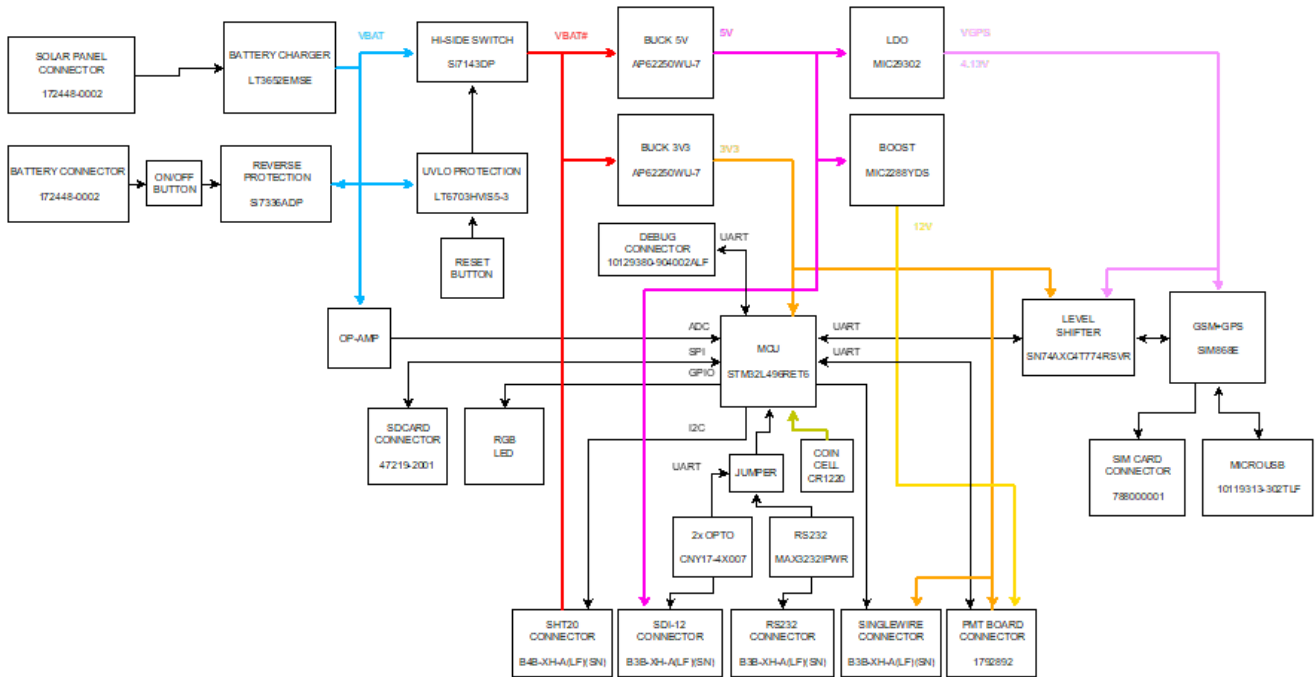 SOLAR PANEL
CONNECTOR
172448-0002
BATTERY CHARGER
LT3652EMSE
VBAT
HI-SIDE SWITCH
SI7143DP
VBAT#
BUCK 5V
AP62250WU-7
5V
LDO
MIC29302
VGPS
4.13V
BATTERY CONNECTOR
172448-0002
ON/OFF
BUTTON
REVERSE
PROTECTION
SI7336ADP
UVLO PROTECTION
LT6703HVIS5-3
BUCK 3V3
AP62250WU-7
3V3
BOOST
MIC2288YDS
12V
RESET
BUTTON
DEBUG
CONNECTOR
10129380-904002ALF
UART
OP-AMP
ADC
SPI
GPIO
MCU
STM32L496RET6
UART
UART
LEVEL
SHIFTER
SN74AXC4T774RSVR
GSM+GPS
SIM868E
SDCARD
CONNECTOR
47219-2001
RGB
LED
I2C
UART
JUMPER
COIN
CELL
CR1220
SIM CARD
CONNECTOR
788000001
MICROUSB
10119313-302TLF
2x OPTO
CNY17-4X007
RS232
MAX3232IPWR
SHT20
CONNECTOR
B4B-XH-A(LF)(SN)
SDI-12
CONNECTOR
B3B-XH-A(LF)(SN)
RS232
CONNECTOR
B3B-XH-A(LF)(SN)
SINGLEWIRE
CONNECTOR
B3B-XH-A(LF)(SN)
PMT BOARD
CONNECTOR
1792892